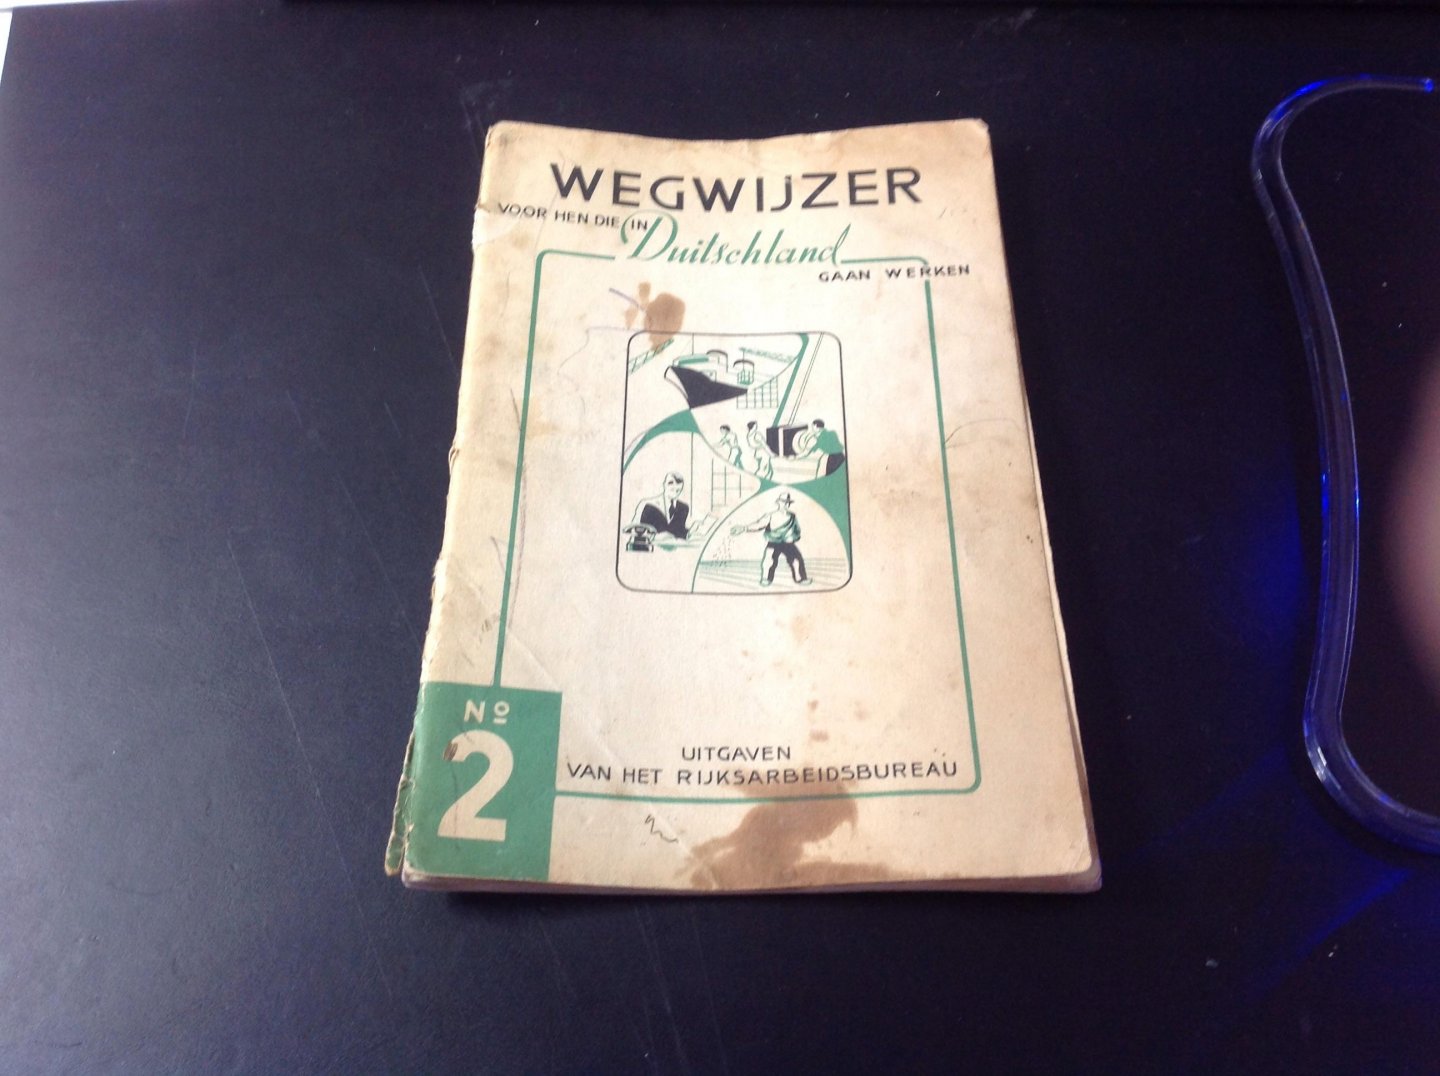 WEGWIJZER
VOOR HEN DIE IN
Duitschland
GAAN WERKEN
No
2
UITGAVEN
VAN HET RIJKSARBEIDSBUREAU